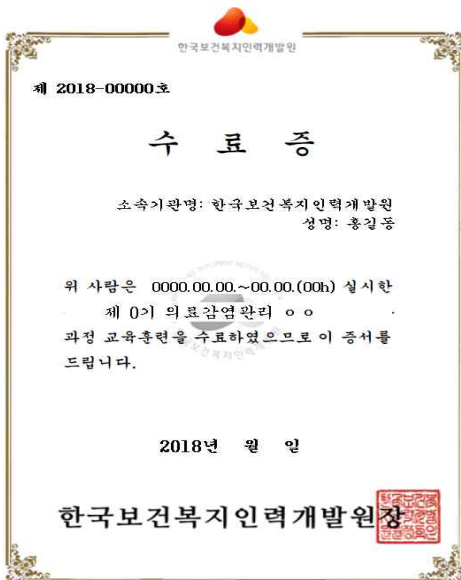 한국보건복지인력개발원
제 2018-00000호
수 료 증
소속기관명: 한국보건복지인력개발원
성명: 홍길동
위 사람은 0000.00.00.~00.00.(00h) 실시한
제 0기 의료감염관리 ㅇㅇ
과정 교육훈련을 수료하였으므로 이 증서를
드립니다.
2018년 월 일
한국보건복지인력개발원장